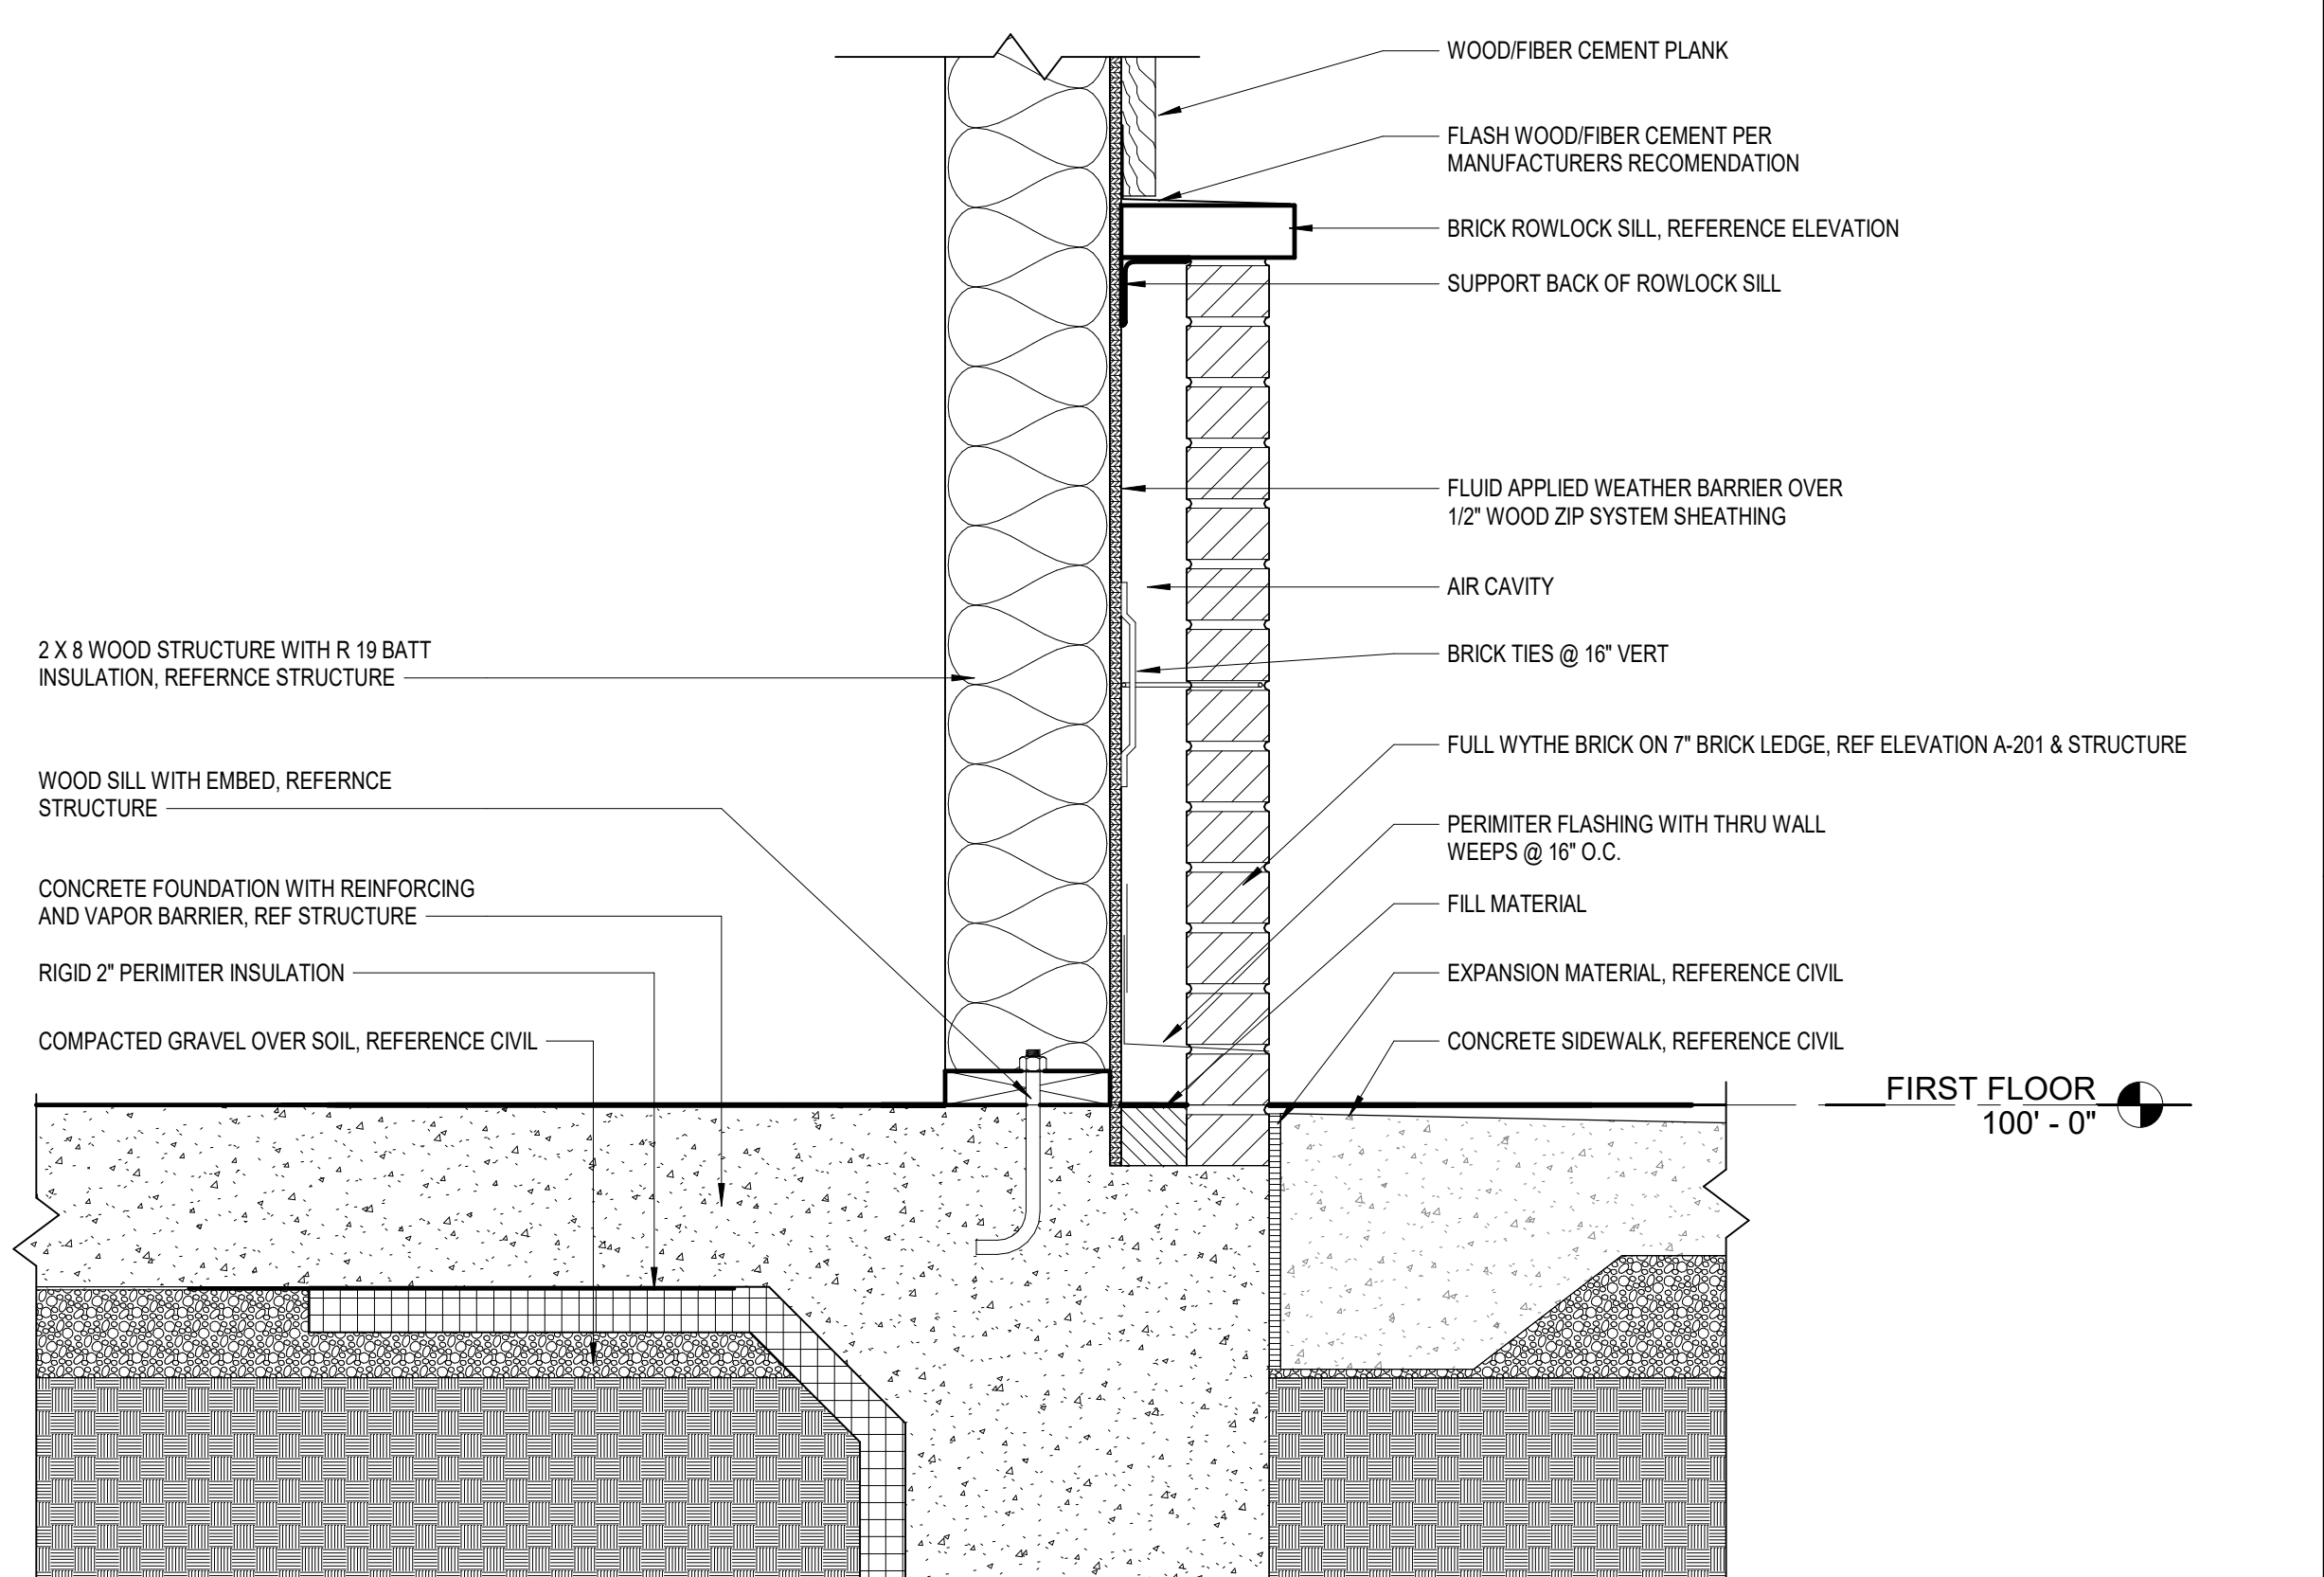 WOOD/FIBER CEMENT PLANK
FLASH WOOD/FIBER CEMENT PER
MANUFACTURERS RECOMENDATION
BRICK ROWLOCK SILL, REFERENCE ELEVATION
SUPPORT BACK OF ROWLOCK SILL
FLUID APPLIED WEATHER BARRIER OVER
1/2" WOOD ZIP SYSTEM SHEATHING
AIR CAVITY
BRICK TIES @ 16" VERT
FULL WYTHE BRICK ON 7" BRICK LEDGE, REF ELEVATION A-201 & STRUCTURE
PERIMITER FLASHING WITH THRU WALL
WEEPS @ 16" O.C.
FILL MATERIAL
EXPANSION MATERIAL, REFERENCE CIVIL
CONCRETE SIDEWALK, REFERENCE CIVIL
2 X 8 WOOD STRUCTURE WITH R 19 BATT
INSULATION, REFERNCE STRUCTURE
WOOD SILL WITH EMBED, REFERNCE
STRUCTURE
CONCRETE FOUNDATION WITH REINFORCING
AND VAPOR BARRIER, REF STRUCTURE
RIGID 2" PERIMITER INSULATION
COMPACTED GRAVEL OVER SOIL, REFERENCE CIVIL
FIRST FLOOR
100' - 0"